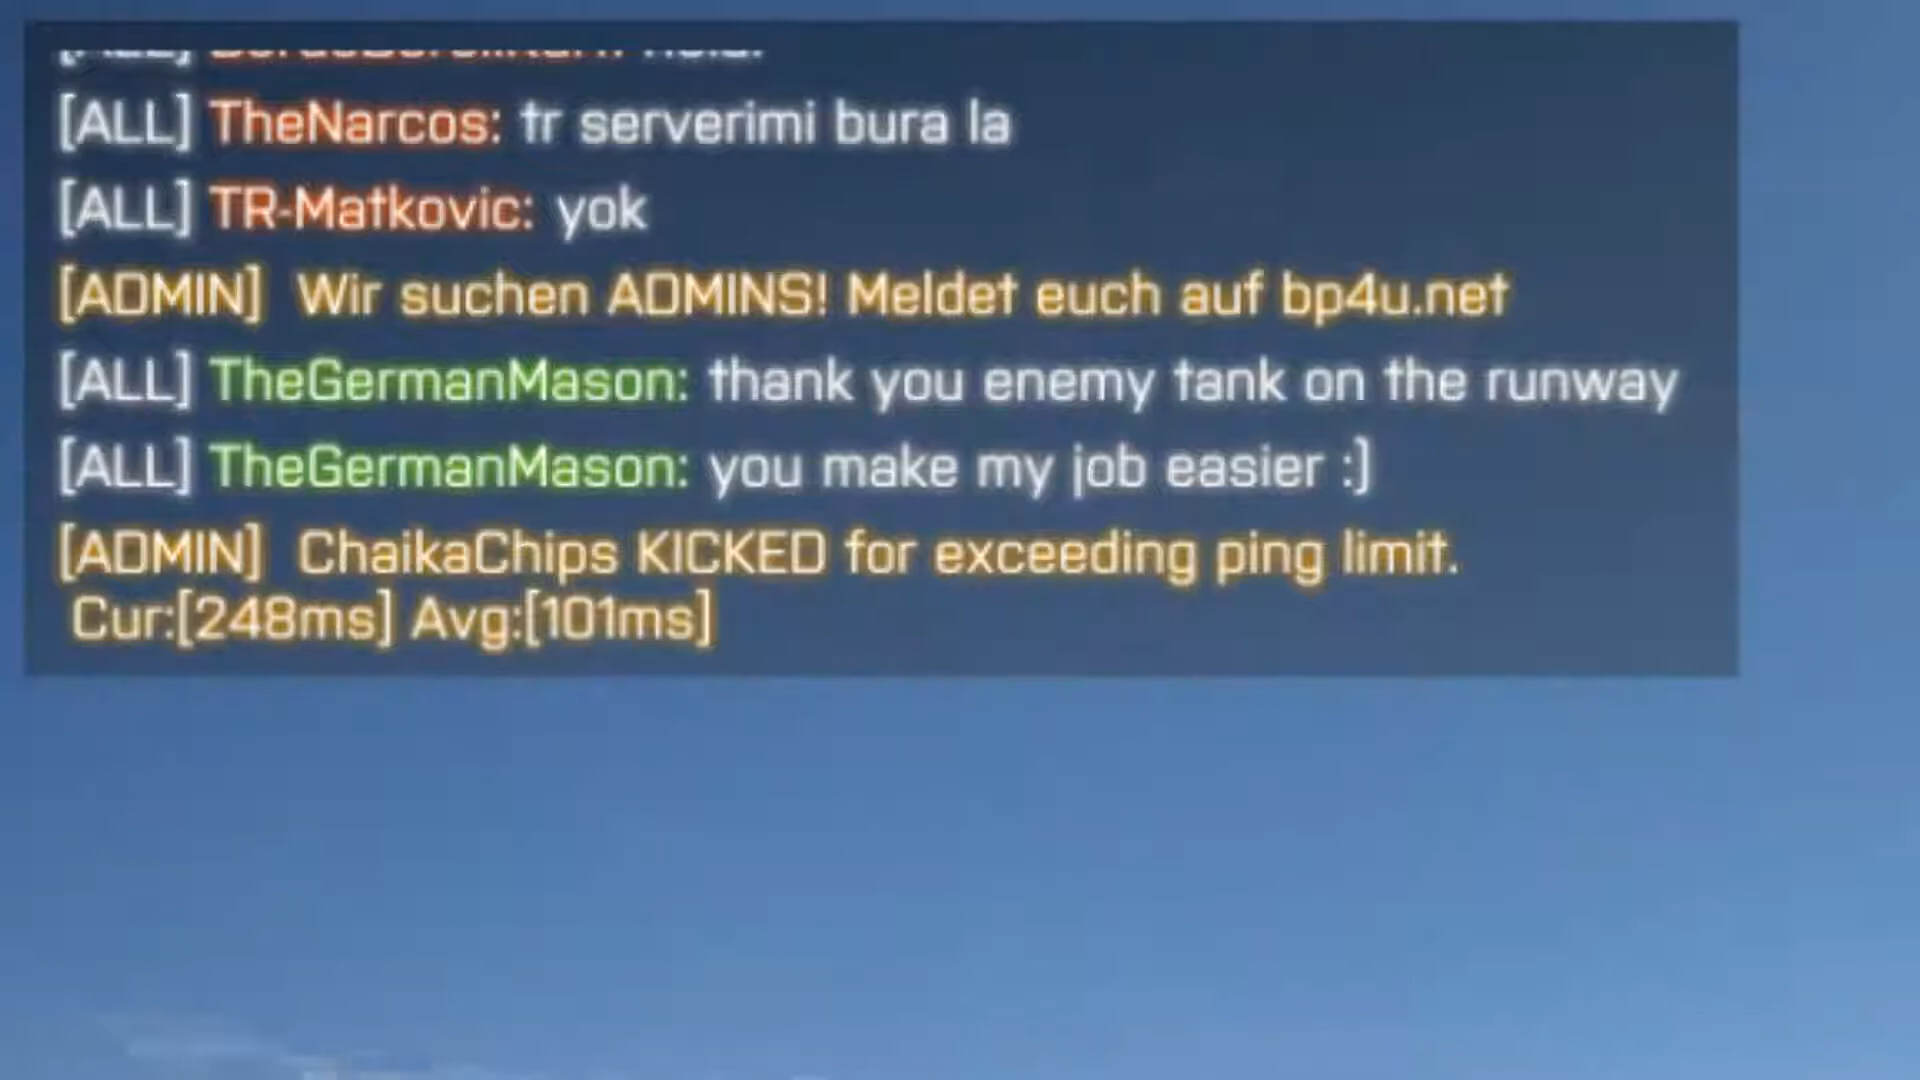 [ALL] TheNarcos: tr serverimi bura la
[ALL] TR-Matkovic: yok
[ADMIN] Wir suchen ADMINS! Meldet euch auf bp4u.net
[ALL] TheGermanMason: thank you enemy tank on the runway
[ALL] TheGermanMason: you make my job easier :)
[ADMIN] ChaikaChips KICKED for exceeding ping limit.
Cur:[248ms] Avg:[101ms]